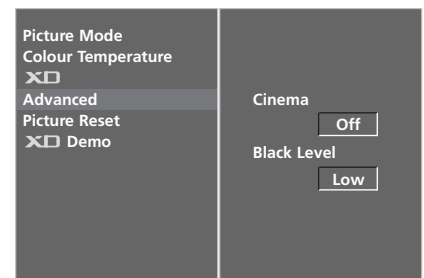 Picture Mode
Colour Temperature
XD
Advanced
Picture Reset
XD Demo
Cinema
Off
Black Level
Low